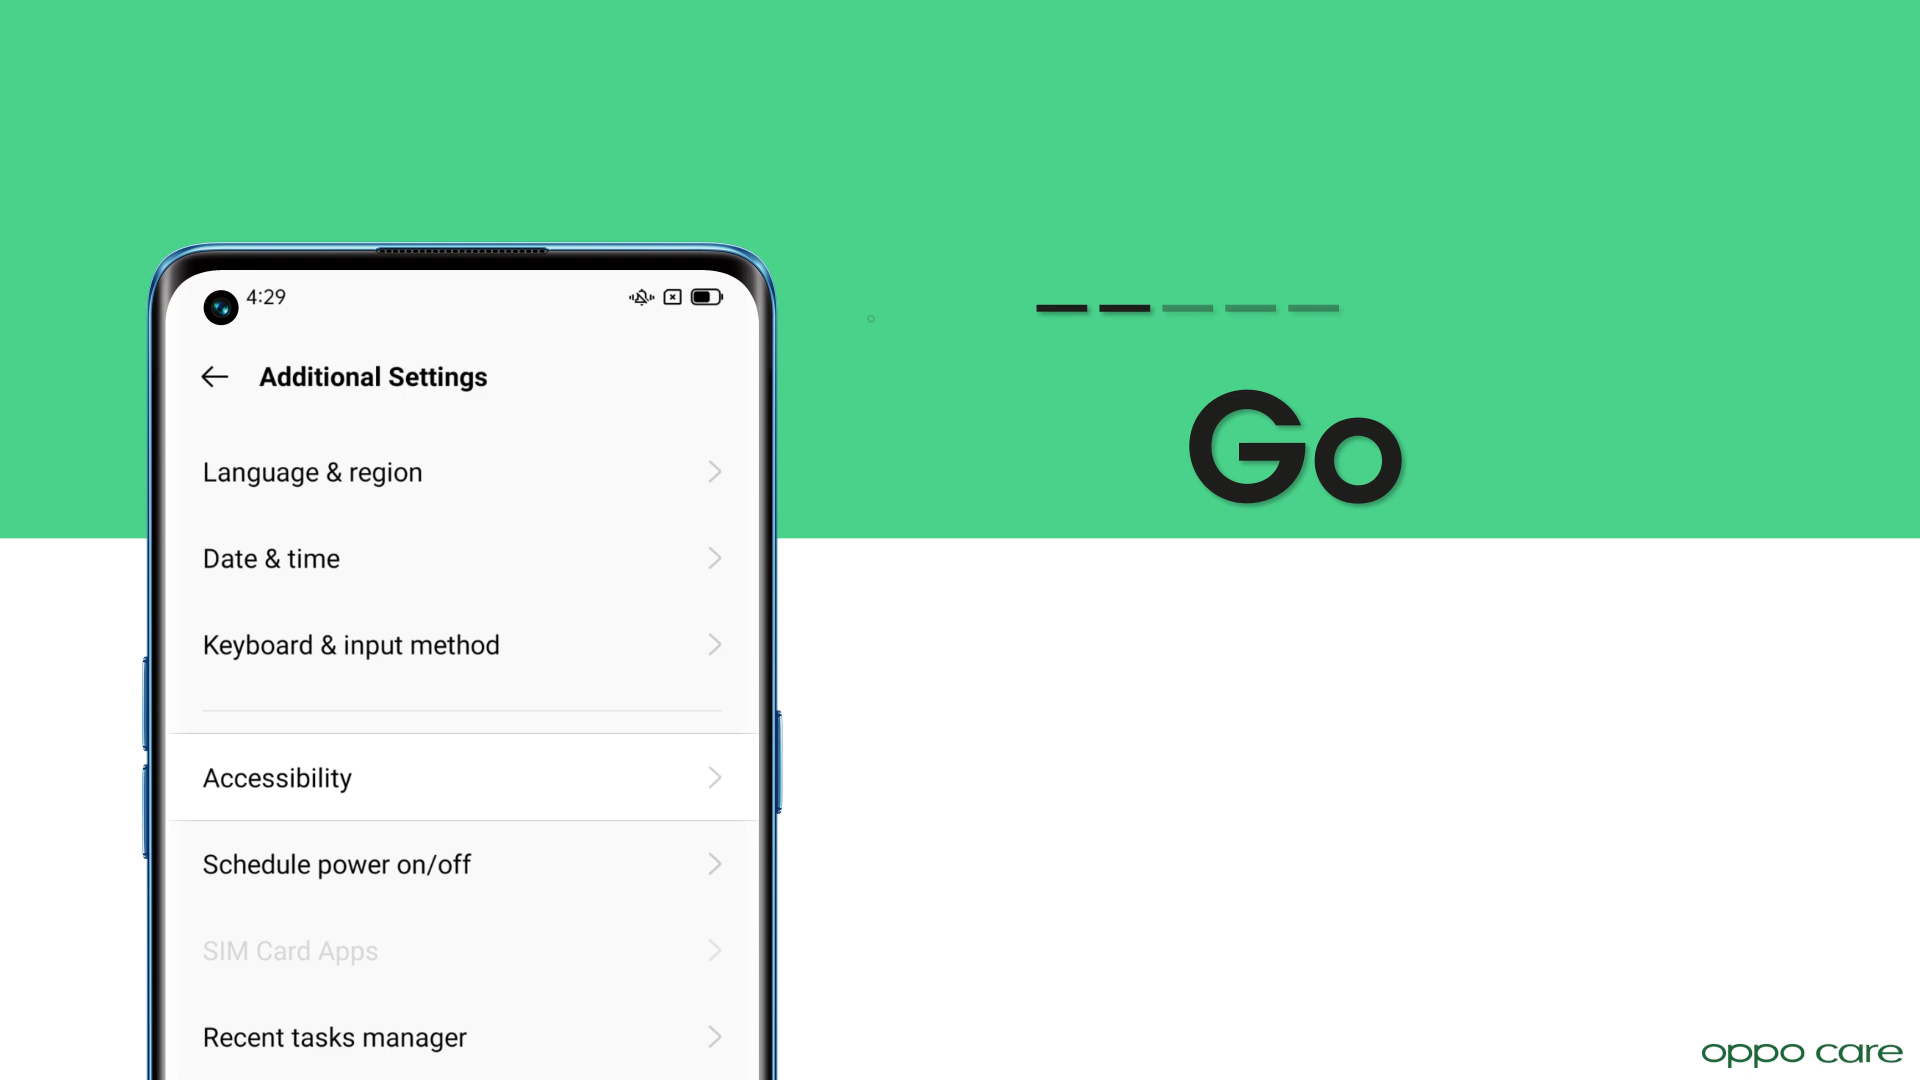 4:29
Additional Settings
Language & region
Date & time
Keyboard & input method
Accessibility
Schedule power on/off
SIM Card Apps
Recent tasks manager
Go
oppo care